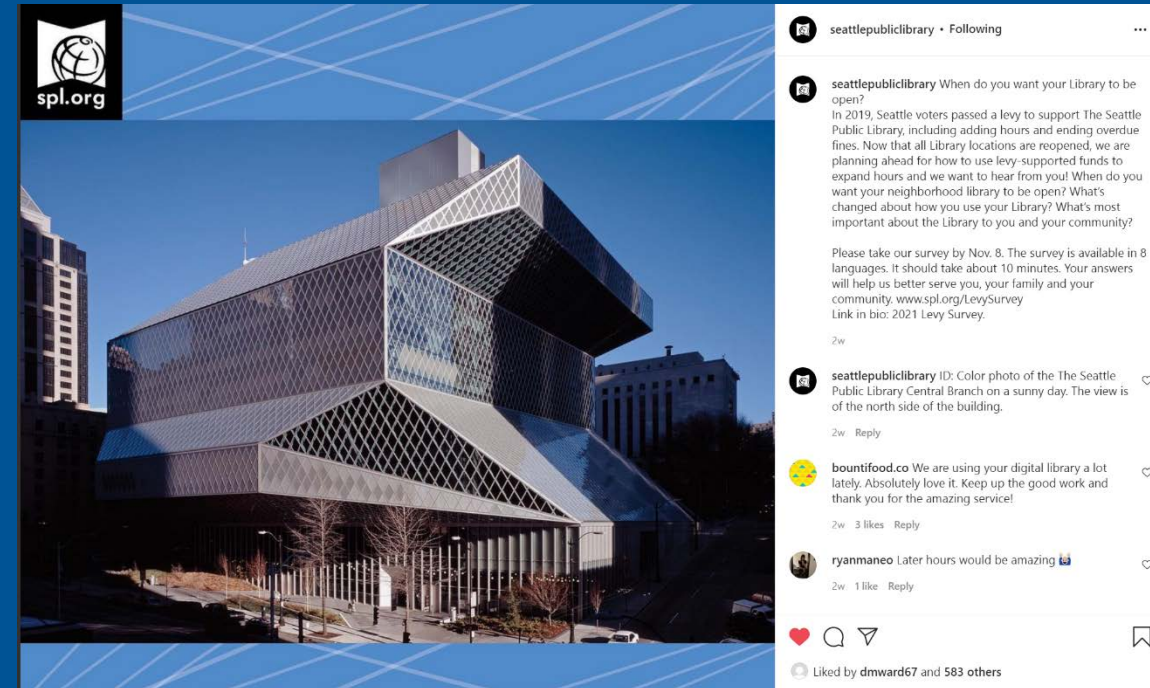 spl.org
seattlepubliclibrary • Following
seattlepubliclibrary When do you want your Library to be
open?
In 2019, Seattle voters passed a levy to support The Seattle
Public Library, including adding hours and ending overdue
fines. Now that all Library locations are reopened, we are
planning ahead for how to use levy-supported funds to
expand hours and we want to hear from you! When do you
want your neighborhood library to be open? What's
changed about how you use your Library? What's most
important about the Library to you and your community?
Please take our survey by Nov. 8. The survey is available in 8
languages. It should take about 10 minutes. Your answers
will help us better serve you, your family and your
community. www.spl.org/LevySurvey
Link in bio: 2021 Levy Survey.
2w
seattlepubliclibrary ID: Color photo of the The Seattle
Public Library Central Branch on a sunny day. The view is
of the north side of the building.
2w Reply
bountifood.co We are using your digital library a lot
lately. Absolutely love it. Keep up the good work and
thank you for the amazing service!
2w 3 likes Reply
ryanmaneo Later hours would be amazing 🙌
2w 1 like Reply
Liked by dmward67 and 583 others